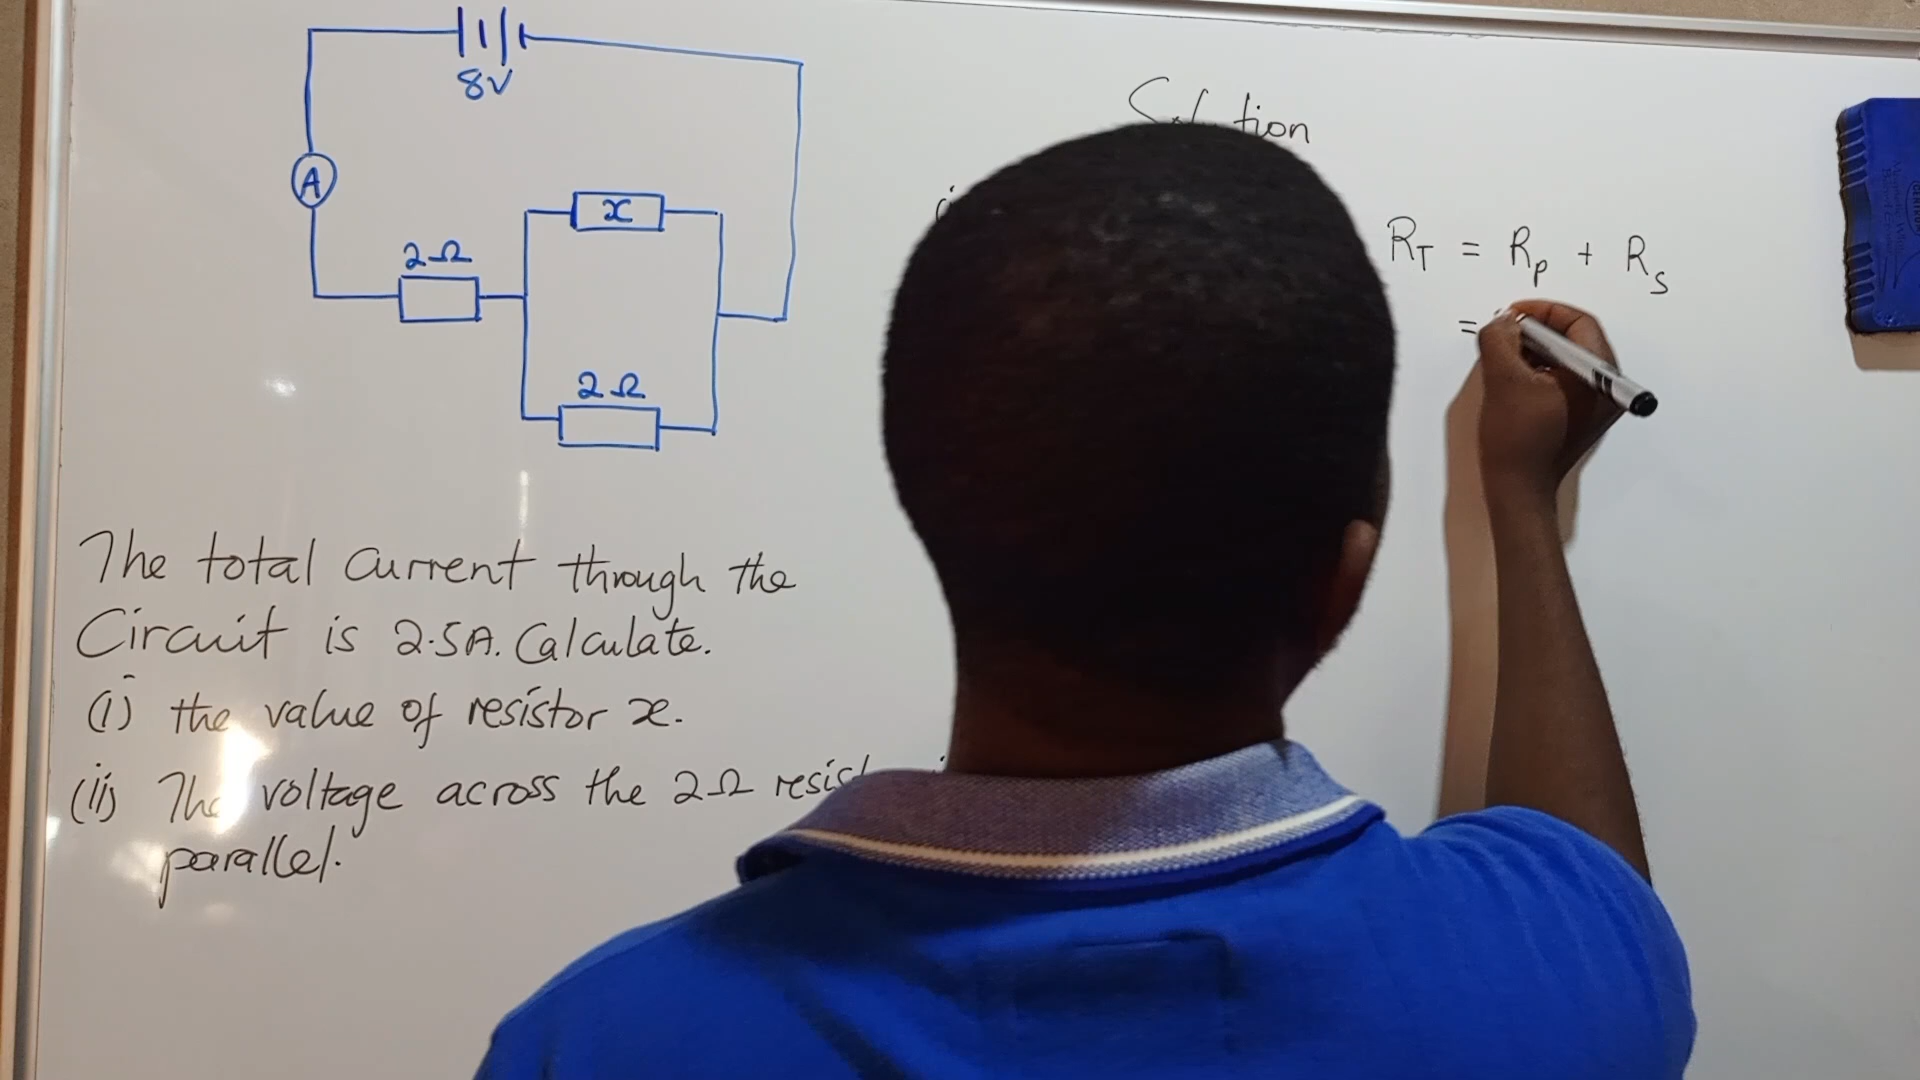 8V
A
x
2Ω
2Ω
The total current through the
Circuit is 2.5A. Calculate.
(i) the value of resistor x.
(ii) The voltage across the 2Ω
parallel.
RT = Rp + Rs
=